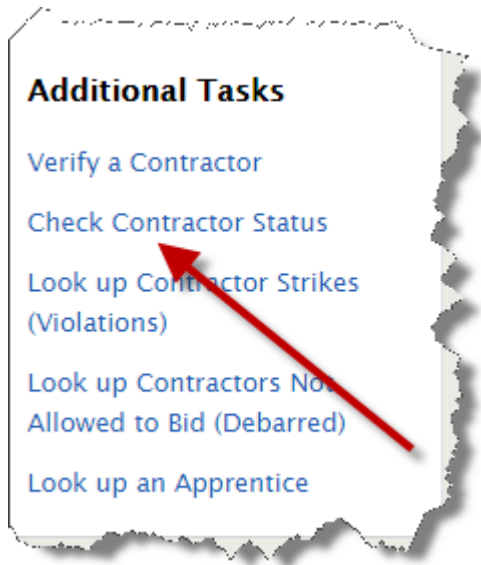 Additional Tasks
Verify a Contractor
Check Contractor Status
Look up Contractor Strikes
(Violations)
Look up Contractors Not
Allowed to Bid (Debarred)
Look up an Apprentice